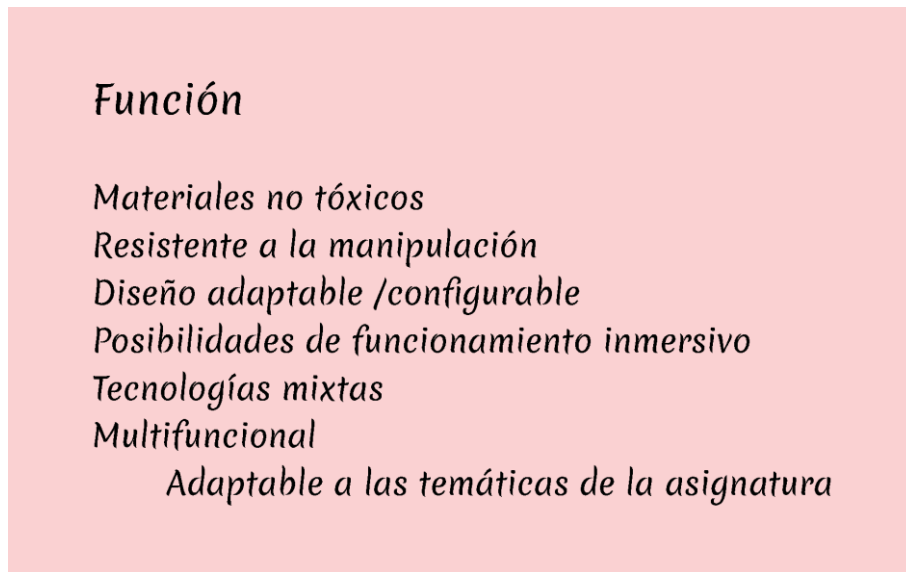 Función
Materiales no tóxicos
Resistente a la manipulación
Diseño adaptable /configurable
Posibilidades de funcionamiento inmersivo
Tecnologías mixtas
Multifuncional
Adaptable a las temáticas de la asignatura